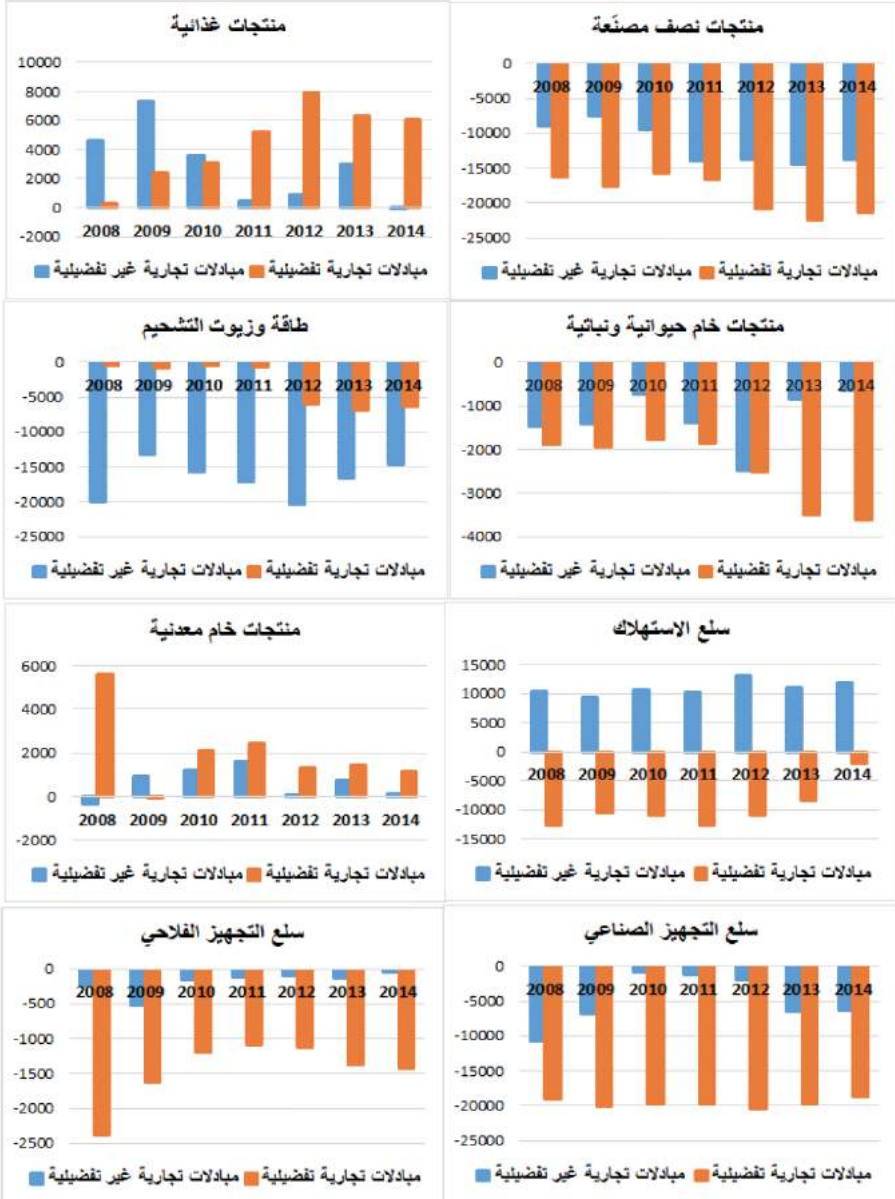 منتجات نصف مصنّعة
0
2008 2009 2010 2011 2012 2013 2014
-5000
-10000
-15000
-20000
-25000
مبادلات تجارية تفضيلية مبادلات تجارية غير تفضيلية
منتجات غذائية
10000
8000
6000
4000
2000
0
-2000
2008 2009 2010 2011 2012 2013 2014
مبادلات تجارية تفضيلية مبادلات تجارية غير تفضيلية
منتجات خام حيوانية ونباتية
0
2008 2009 2010 2011 2012 2013 2014
-1000
-2000
-3000
-4000
مبادلات تجارية تفضيلية مبادلات تجارية غير تفضيلية
طاقة وزيوت التشحيم
0
2008 2009 2010 2011 2012 2013 2014
-5000
-10000
-15000
-20000
-25000
مبادلات تجارية تفضيلية مبادلات تجارية غير تفضيلية
سلع الاستهلاك
15000
10000
5000
0
2008 2009 2010 2011 2012 2013 2014
-5000
-10000
-15000
مبادلات تجارية تفضيلية مبادلات تجارية غير تفضيلية
منتجات خام معدنية
6000
4000
2000
0
2008 2009 2010 2011 2012 2013 2014
-2000
مبادلات تجارية تفضيلية مبادلات تجارية غير تفضيلية
سلع التجهيز الصناعي
0
2008 2009 2010 2011 2012 2013 2014
-5000
-10000
-15000
-20000
-25000
مبادلات تجارية تفضيلية مبادلات تجارية غير تفضيلية
سلع التجهيز الفلاحي
0
2008 2009 2010 2011 2012 2013 2014
-500
-1000
-1500
-2000
-2500
مبادلات تجارية تفضيلية مبادلات تجارية غير تفضيلية